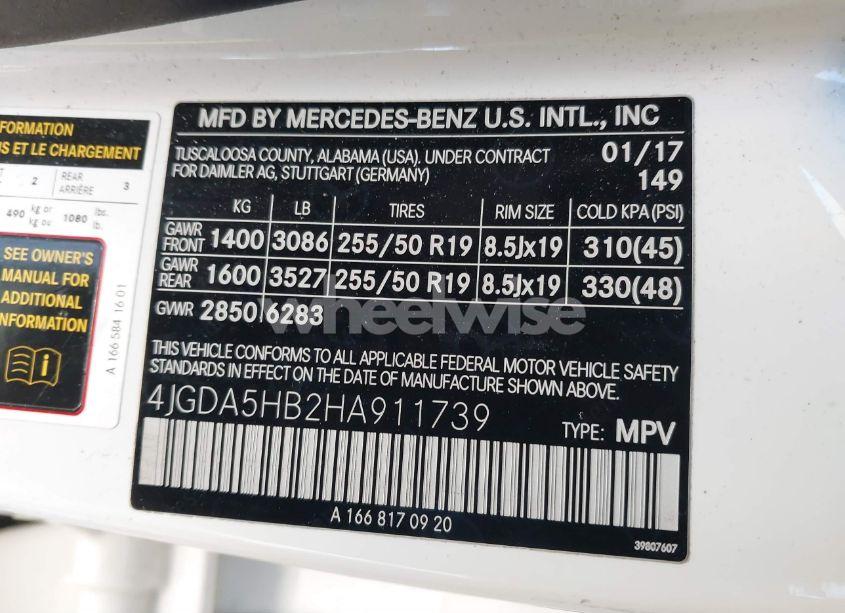 FORMATION
US ET LE CHARGEMENT
2 REAR ARRIÈRE 3
490 kg or kg ou 1080 lbs. lb.
SEE OWNER'S
MANUAL FOR
ADDITIONAL
INFORMATION
A 166 584 16 01
MFD BY MERCEDES-BENZ U.S. INTL., INC
TUSCALOOSA COUNTY, ALABAMA (USA). UNDER CONTRACT 01/17
FOR DAIMLER AG, STUTTGART (GERMANY) 149
KG LB TIRES RIM SIZE COLD KPA (PSI)
GAWR FRONT 1400 3086 255/50 R19 8.5Jx19 310(45)
GAWR REAR 1600 3527 255/50 R19 8.5Jx19 330(48)
GVWR 2850 6283
wheelwise
THIS VEHICLE CONFORMS TO ALL APPLICABLE FEDERAL MOTOR VEHICLE SAFETY
STANDARDS IN EFFECT ON THE DATE OF MANUFACTURE SHOWN ABOVE.
4JGDA5HB2HA911739 TYPE: MPV
A 166 817 09 20
39807607